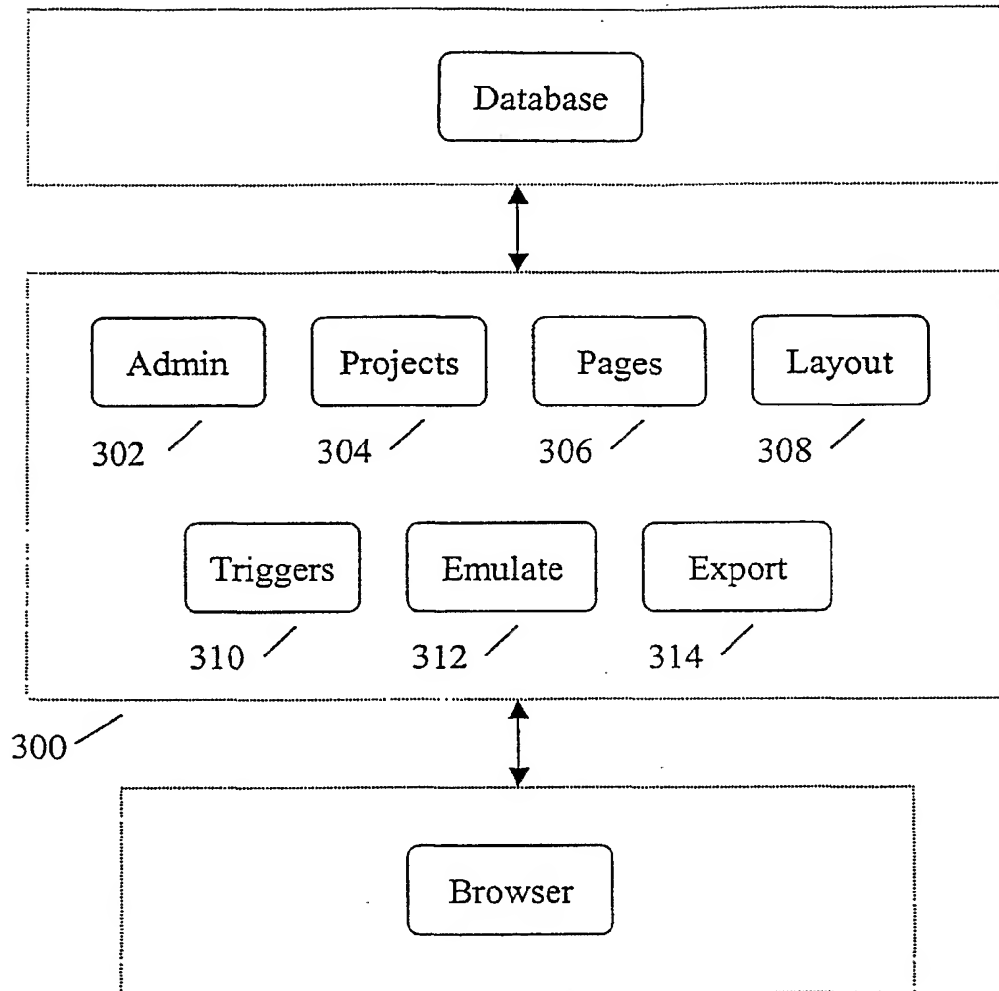 Database
Admin Projects Pages Layout
302 304 306 308
Triggers Emulate Export
310 312 314
300
Browser